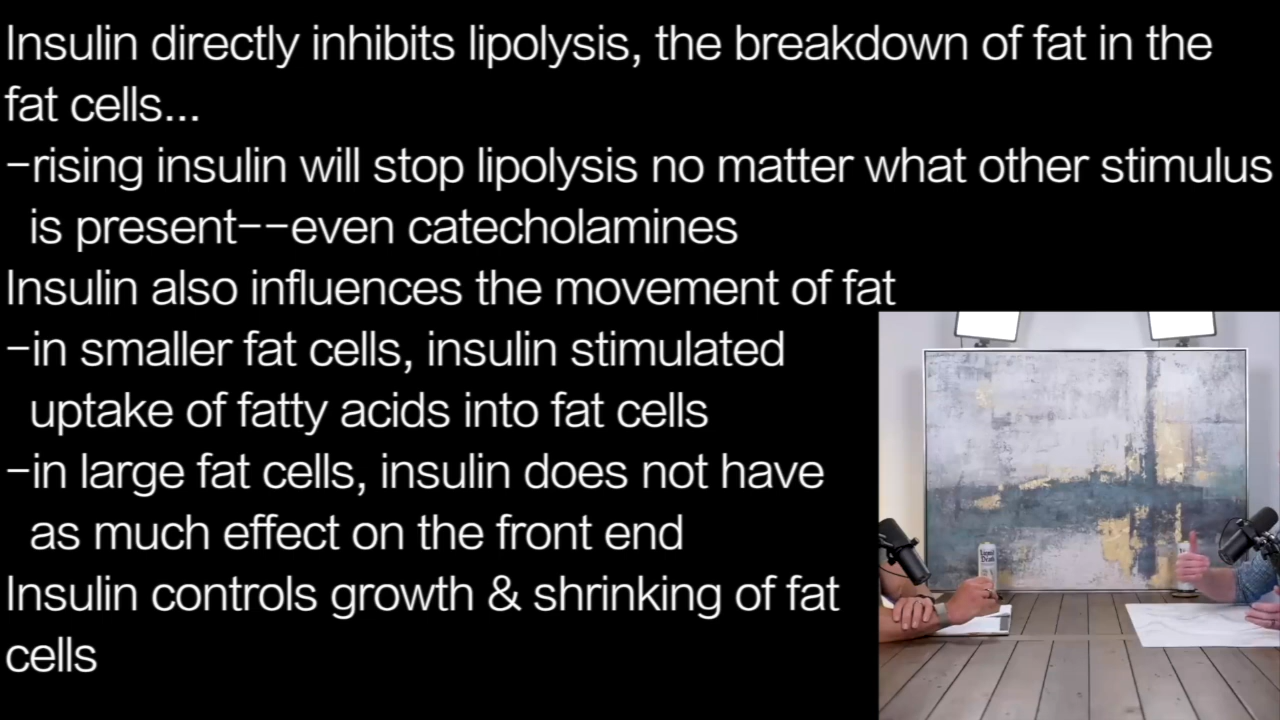 Insulin directly inhibits lipolysis, the breakdown of fat in the
fat cells...
-rising insulin will stop lipolysis no matter what other stimulus
is present--even catecholamines
Insulin also influences the movement of fat
-in smaller fat cells, insulin stimulated
uptake of fatty acids into fat cells
-in large fat cells, insulin does not have
as much effect on the front end
Insulin controls growth & shrinking of fat
cells
Liquid
Death